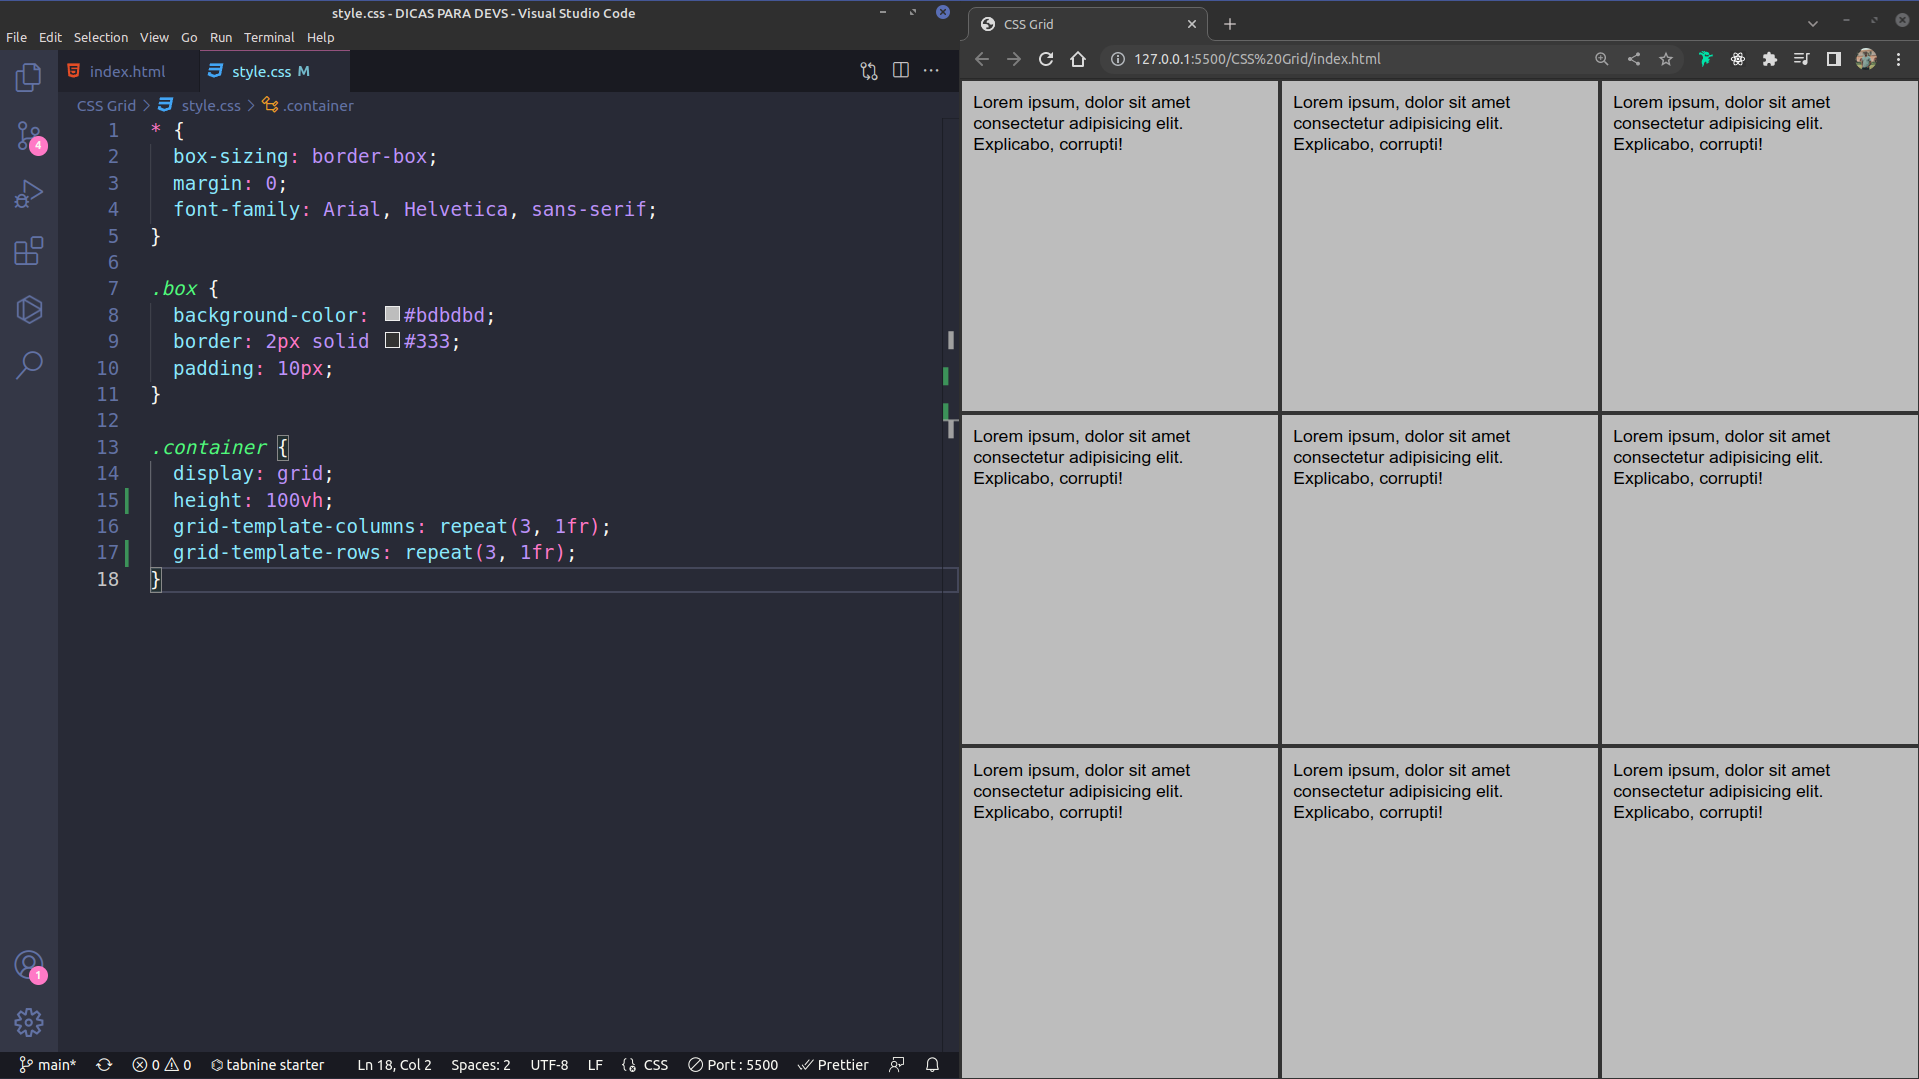 style.css - DICAS PARA DEVS - Visual Studio Code
File Edit Selection View Go Run Terminal Help
index.html
style.css M
CSS Grid > style.css > .container
1 * {
2 box-sizing: border-box;
3 margin: 0;
4 font-family: Arial, Helvetica, sans-serif;
5 }
6
7 .box {
8 background-color: #bdbdbd;
9 border: 2px solid #333;
10 padding: 10px;
11 }
12
13 .container {
14 display: grid;
15 height: 100vh;
16 grid-template-columns: repeat(3, 1fr);
17 grid-template-rows: repeat(3, 1fr);
18 }
4
1
main* 0 0 tabnine starter Ln 18, Col 2 Spaces: 2 UTF-8 LF CSS Port : 5500 Prettier
CSS Grid
127.0.0.1:5500/CSS%20Grid/index.html
Lorem ipsum, dolor sit amet
consectetur adipisicing elit.
Explicabo, corrupti!
Lorem ipsum, dolor sit amet
consectetur adipisicing elit.
Explicabo, corrupti!
Lorem ipsum, dolor sit amet
consectetur adipisicing elit.
Explicabo, corrupti!
Lorem ipsum, dolor sit amet
consectetur adipisicing elit.
Explicabo, corrupti!
Lorem ipsum, dolor sit amet
consectetur adipisicing elit.
Explicabo, corrupti!
Lorem ipsum, dolor sit amet
consectetur adipisicing elit.
Explicabo, corrupti!
Lorem ipsum, dolor sit amet
consectetur adipisicing elit.
Explicabo, corrupti!
Lorem ipsum, dolor sit amet
consectetur adipisicing elit.
Explicabo, corrupti!
Lorem ipsum, dolor sit amet
consectetur adipisicing elit.
Explicabo, corrupti!